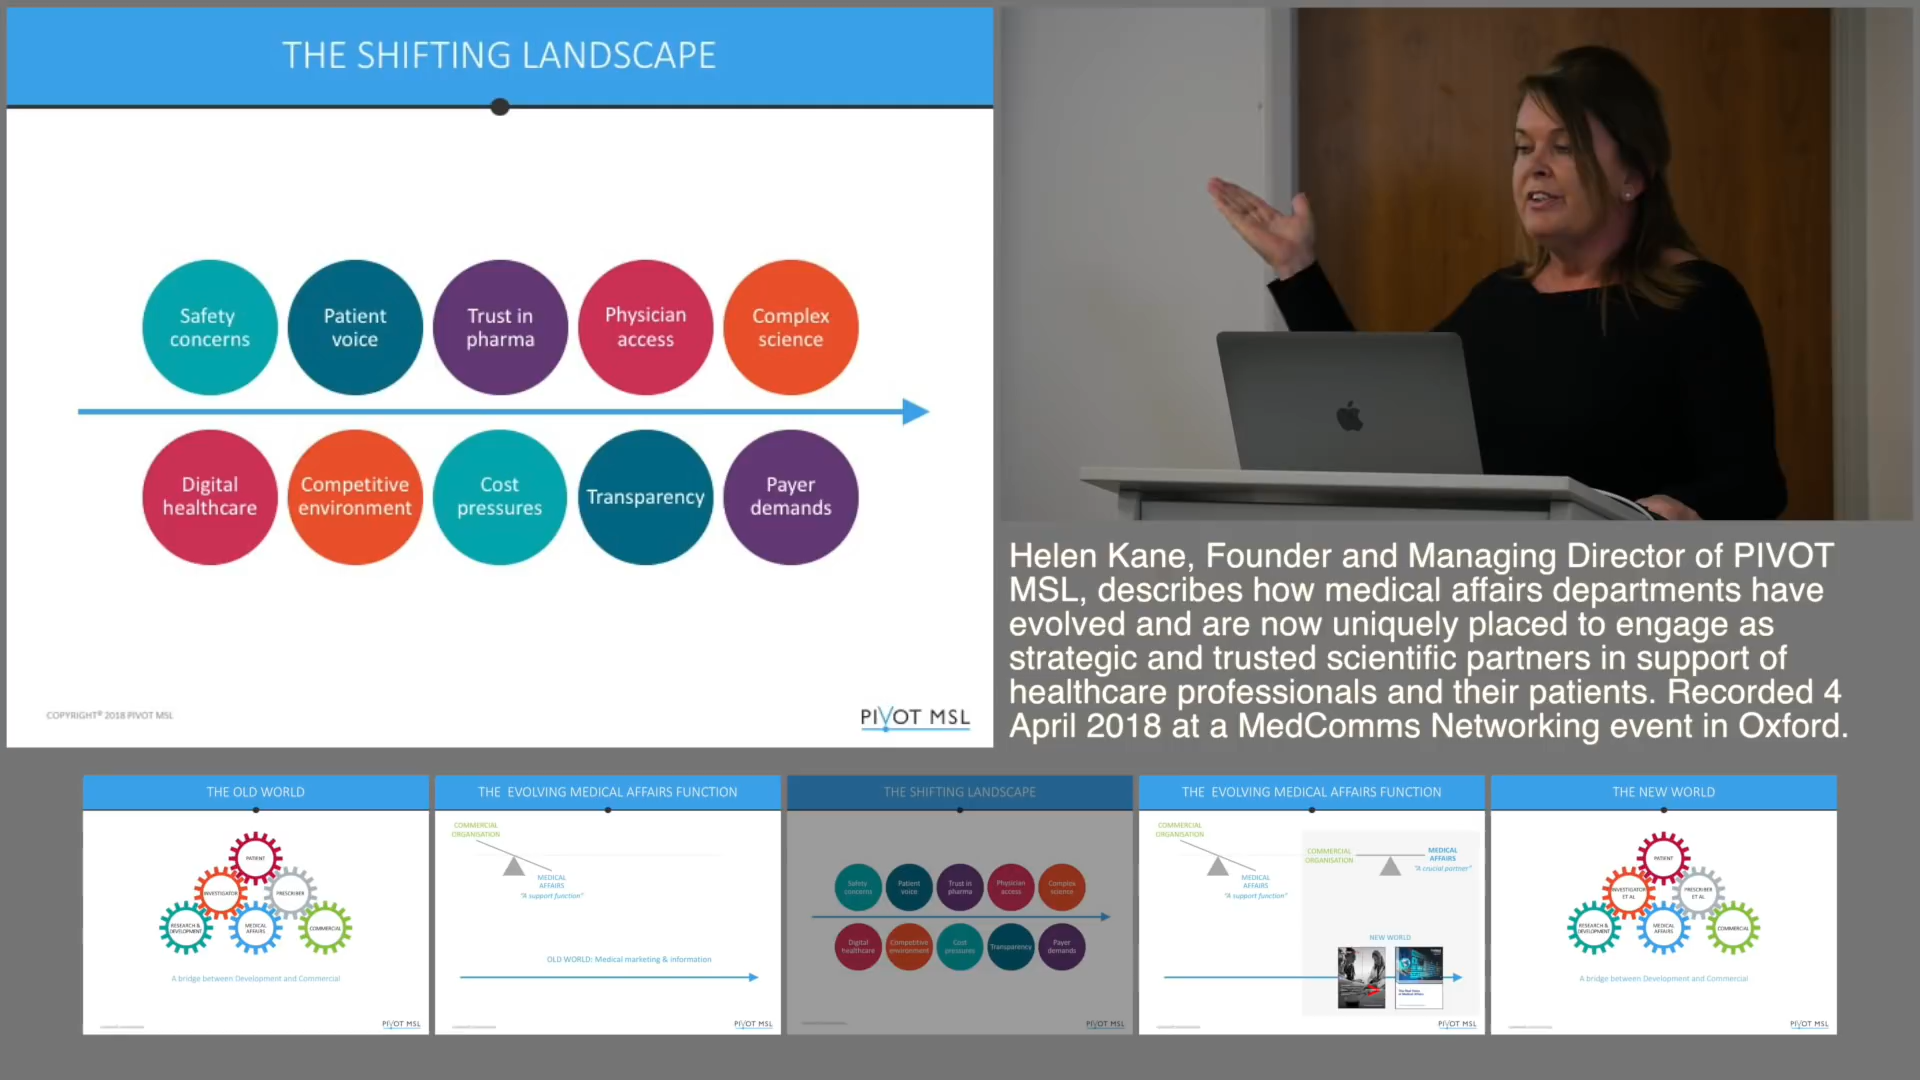 THE SHIFTING LANDSCAPE
Safety
concerns
Patient
voice
Trust in
pharma
Physician
access
Complex
science
Digital
healthcare
Competitive
environment
Cost
pressures
Transparency
Payer
demands
COPYRIGHT® 2018 PIVOT MSL
PIVOT MSL
Helen Kane, Founder and Managing Director of PIVOT
MSL, describes how medical affairs departments have
evolved and are now uniquely placed to engage as
strategic and trusted scientific partners in support of
healthcare professionals and their patients. Recorded 4
April 2018 at a MedComms Networking event in Oxford.
THE OLD WORLD
PATIENT
INVESTIGATOR
PRESCRIBER
RESEARCH &
DEVELOPMENT
MEDICAL
AFFAIRS
COMMERCIAL
A bridge between Development and Commercial
PIVOT MSL
THE EVOLVING MEDICAL AFFAIRS FUNCTION
COMMERCIAL
ORGANISATION
MEDICAL
AFFAIRS
"A support function"
OLD WORLD: Medical marketing & information
PIVOT MSL
THE SHIFTING LANDSCAPE
Safety
concerns
Patient
voice
Trust in
pharma
Physician
access
Complex
science
Digital
healthcare
Competitive
environment
Cost
pressures
Transparency
Payer
demands
PIVOT MSL
THE EVOLVING MEDICAL AFFAIRS FUNCTION
COMMERCIAL
ORGANISATION
MEDICAL
AFFAIRS
"A support function"
COMMERCIAL
ORGANISATION
MEDICAL
AFFAIRS
"A crucial partner"
NEW WORLD
PIVOT MSL
THE NEW WORLD
PATIENT
INVESTIGATOR
ET AL
PRESCRIBER
ET AL
RESEARCH &
DEVELOPMENT
MEDICAL
AFFAIRS
COMMERCIAL
A bridge between Development and Commercial
PIVOT MSL